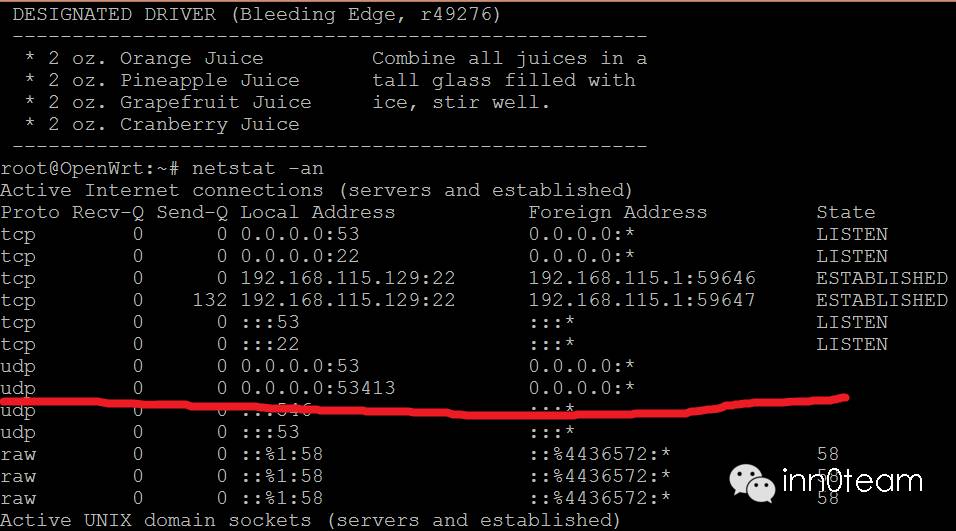 DESIGNATED DRIVER (Bleeding Edge, r49276)
-----------------------------------------------------
* 2 oz. Orange Juice         Combine all juices in a
* 2 oz. Pineapple Juice      tall glass filled with
* 2 oz. Grapefruit Juice     ice, stir well.
* 2 oz. Cranberry Juice
-----------------------------------------------------
root@OpenWrt:~# netstat -an
Active Internet connections (servers and established)
Proto Recv-Q Send-Q Local Address           Foreign Address         State
tcp        0      0 0.0.0.0:53              0.0.0.0:*               LISTEN
tcp        0      0 0.0.0.0:22              0.0.0.0:*               LISTEN
tcp        0      0 192.168.115.129:22      192.168.115.1:59646     ESTABLISHED
tcp        0    132 192.168.115.129:22      192.168.115.1:59647     ESTABLISHED
tcp        0      0 :::53                   :::*                    LISTEN
tcp        0      0 :::22                   :::*                    LISTEN
udp        0      0 0.0.0.0:53              0.0.0.0:*
udp        0      0 0.0.0.0:53413           0.0.0.0:*
udp        0      0 :::546                  :::*
udp        0      0 :::53                   :::*
raw        0      0 ::%1:58                 ::%4436572:*            58
raw        0      0 ::%1:58                 ::%4436572:*            58
raw        0      0 ::%1:58                 ::%4436572:*            58
Active UNIX domain sockets (servers and established)
inn0team